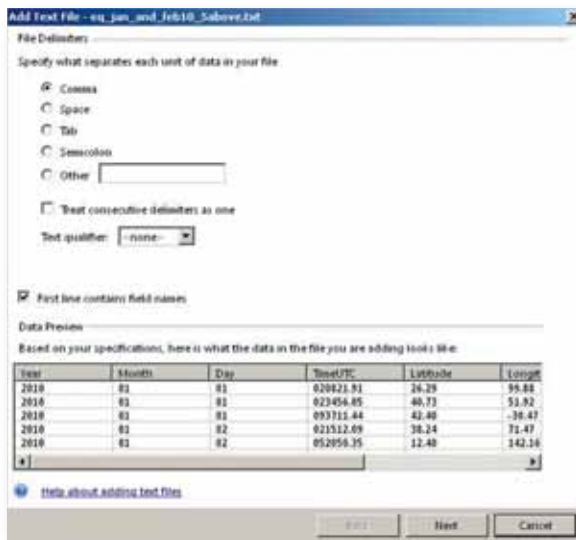 Add Text File - eq_jan_and_feb10_5above.txt
File Delimiters
Specify what separates each unit of data in your file
Comma
Space
Tab
Semicolon
Other
Treat consecutive delimiters as one
Text qualifier: -none-
First line contains field names
Data Preview
Based on your specifications, here is what the data in the file you are adding looks like:
Year Month Day TimeUTC Latitude Longit
2010 01 01 020821.91 26.29 99.88
2010 01 01 023456.05 40.73 51.92
2010 01 01 093711.44 42.40 -30.47
2010 01 02 021512.09 38.24 71.47
2010 01 02 052050.35 12.40 142.16
Help about adding text files
Next Cancel